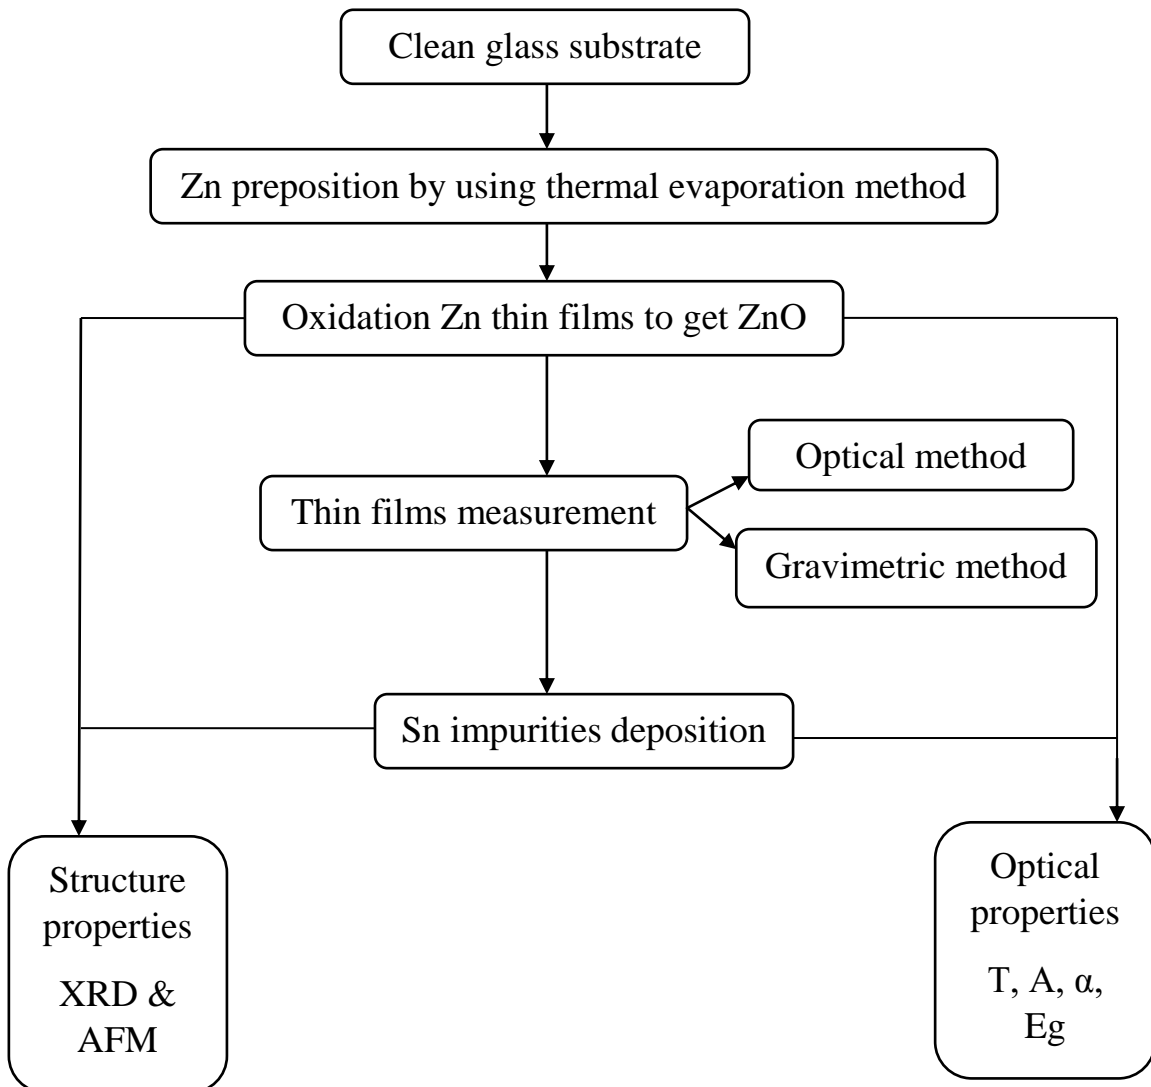 Clean glass substrate
Zn preposition by using thermal evaporation method
Oxidation Zn thin films to get ZnO
Optical method
Thin films measurement
Gravimetric method
Sn impurities deposition
Structure
properties
XRD &
AFM
Optical
properties
T, A, α,
Eg